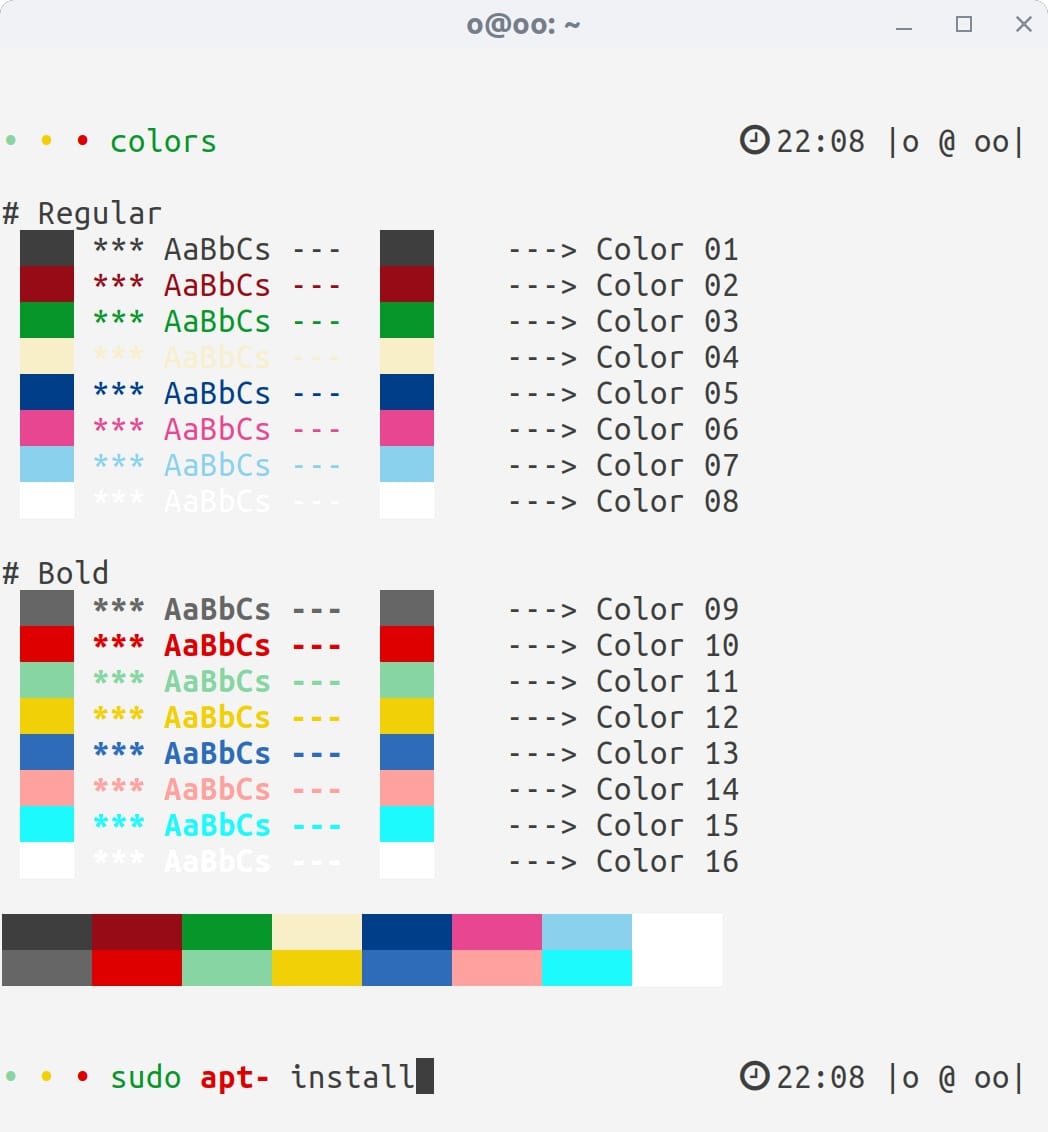 o@oo: ~
• • • colors 22:08 |o @ oo|
# Regular
*** AaBbCs --- ---> Color 01
*** AaBbCs --- ---> Color 02
*** AaBbCs --- ---> Color 03
*** AaBbCs --- ---> Color 04
*** AaBbCs --- ---> Color 05
*** AaBbCs --- ---> Color 06
*** AaBbCs --- ---> Color 07
*** AaBbCs --- ---> Color 08
# Bold
*** AaBbCs --- ---> Color 09
*** AaBbCs --- ---> Color 10
*** AaBbCs --- ---> Color 11
*** AaBbCs --- ---> Color 12
*** AaBbCs --- ---> Color 13
*** AaBbCs --- ---> Color 14
*** AaBbCs --- ---> Color 15
*** AaBbCs --- ---> Color 16
• • • sudo apt- install 22:08 |o @ oo|